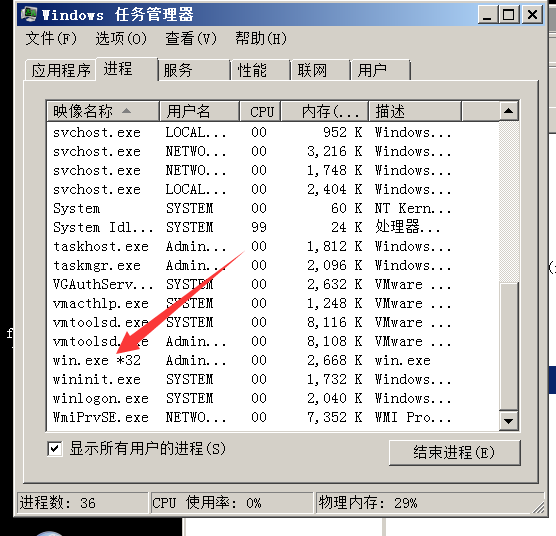 Windows 任务管理器
文件(F) 选项(O) 查看(V) 帮助(H)
应用程序 进程 服务 性能 联网 用户
映像名称 用户名 CPU 内存(... 描述
svchost.exe LOCAL... 00 952 K Windows...
svchost.exe NETWO... 00 3,216 K Windows...
svchost.exe NETWO... 00 1,748 K Windows...
svchost.exe LOCAL... 00 2,404 K Windows...
System SYSTEM 00 60 K NT Kern...
System Idl... SYSTEM 99 24 K 处理器...
taskhost.exe Admin... 00 1,812 K Windows...
taskmgr.exe Admin... 00 2,096 K Windows...
VGAuthServ... SYSTEM 00 2,632 K VMware ...
vmacthlp.exe SYSTEM 00 1,248 K VMware ...
vmtoolsd.exe SYSTEM 00 8,116 K VMware ...
vmtoolsd.exe Admin... 00 8,108 K VMware ...
win.exe *32 Admin... 00 2,668 K win.exe
wininit.exe SYSTEM 00 1,732 K Windows...
winlogon.exe SYSTEM 00 2,040 K Windows...
WmiPrvSE.exe NETWO... 00 7,352 K WMI Pro...
显示所有用户的进程(S) 结束进程(E)
进程数: 36 CPU 使用率: 0% 物理内存: 29%